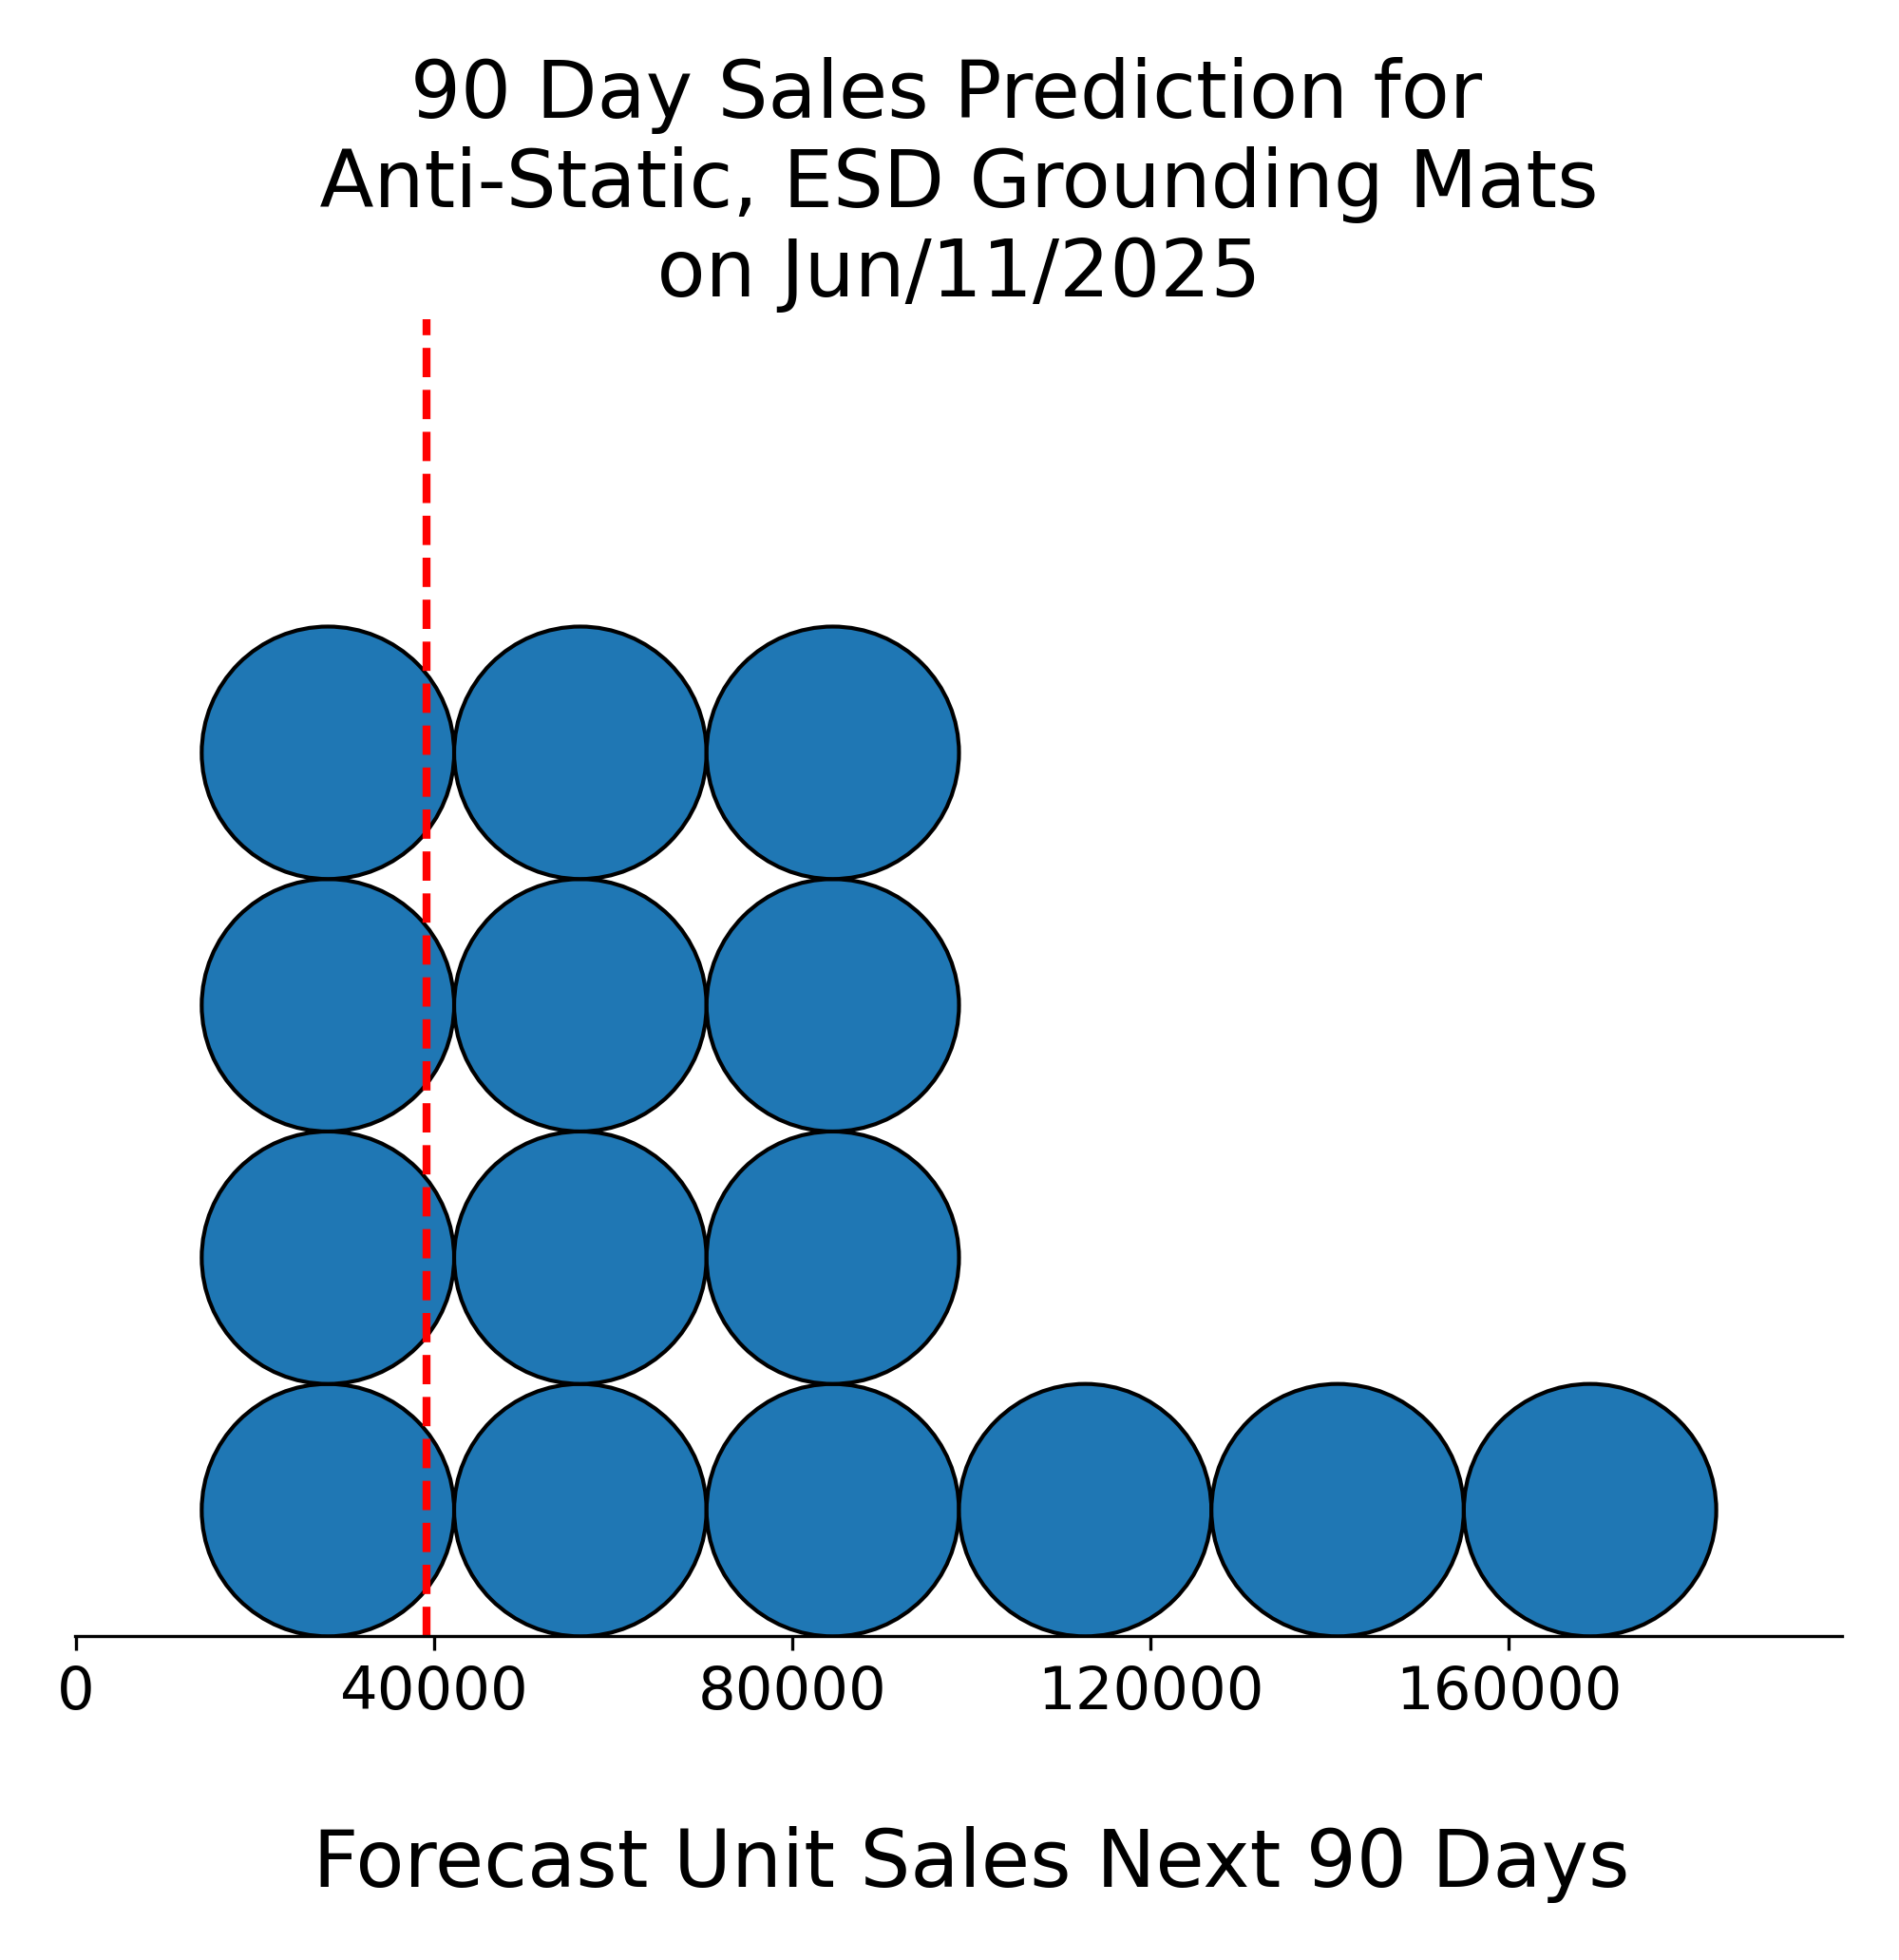 90 Day Sales Prediction for
Anti-Static, ESD Grounding Mats
on Jun/11/2025
0 40000 80000 120000 160000
Forecast Unit Sales Next 90 Days